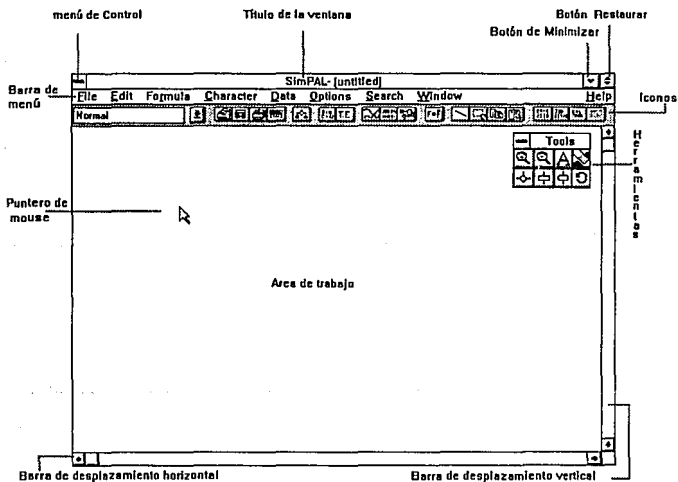 menú de Control
Título de la ventana
Botón Restaurar
Botón de Minimizar
SimPAL- [untitled]
Barra de menú
File Edit Formula Character Data Options Search Window Help
Iconos
Normal
Tools
Herramientas
Puntero de mouse
Area de trabajo
Barra de desplazamiento horizontal
Barra de desplazamiento vertical